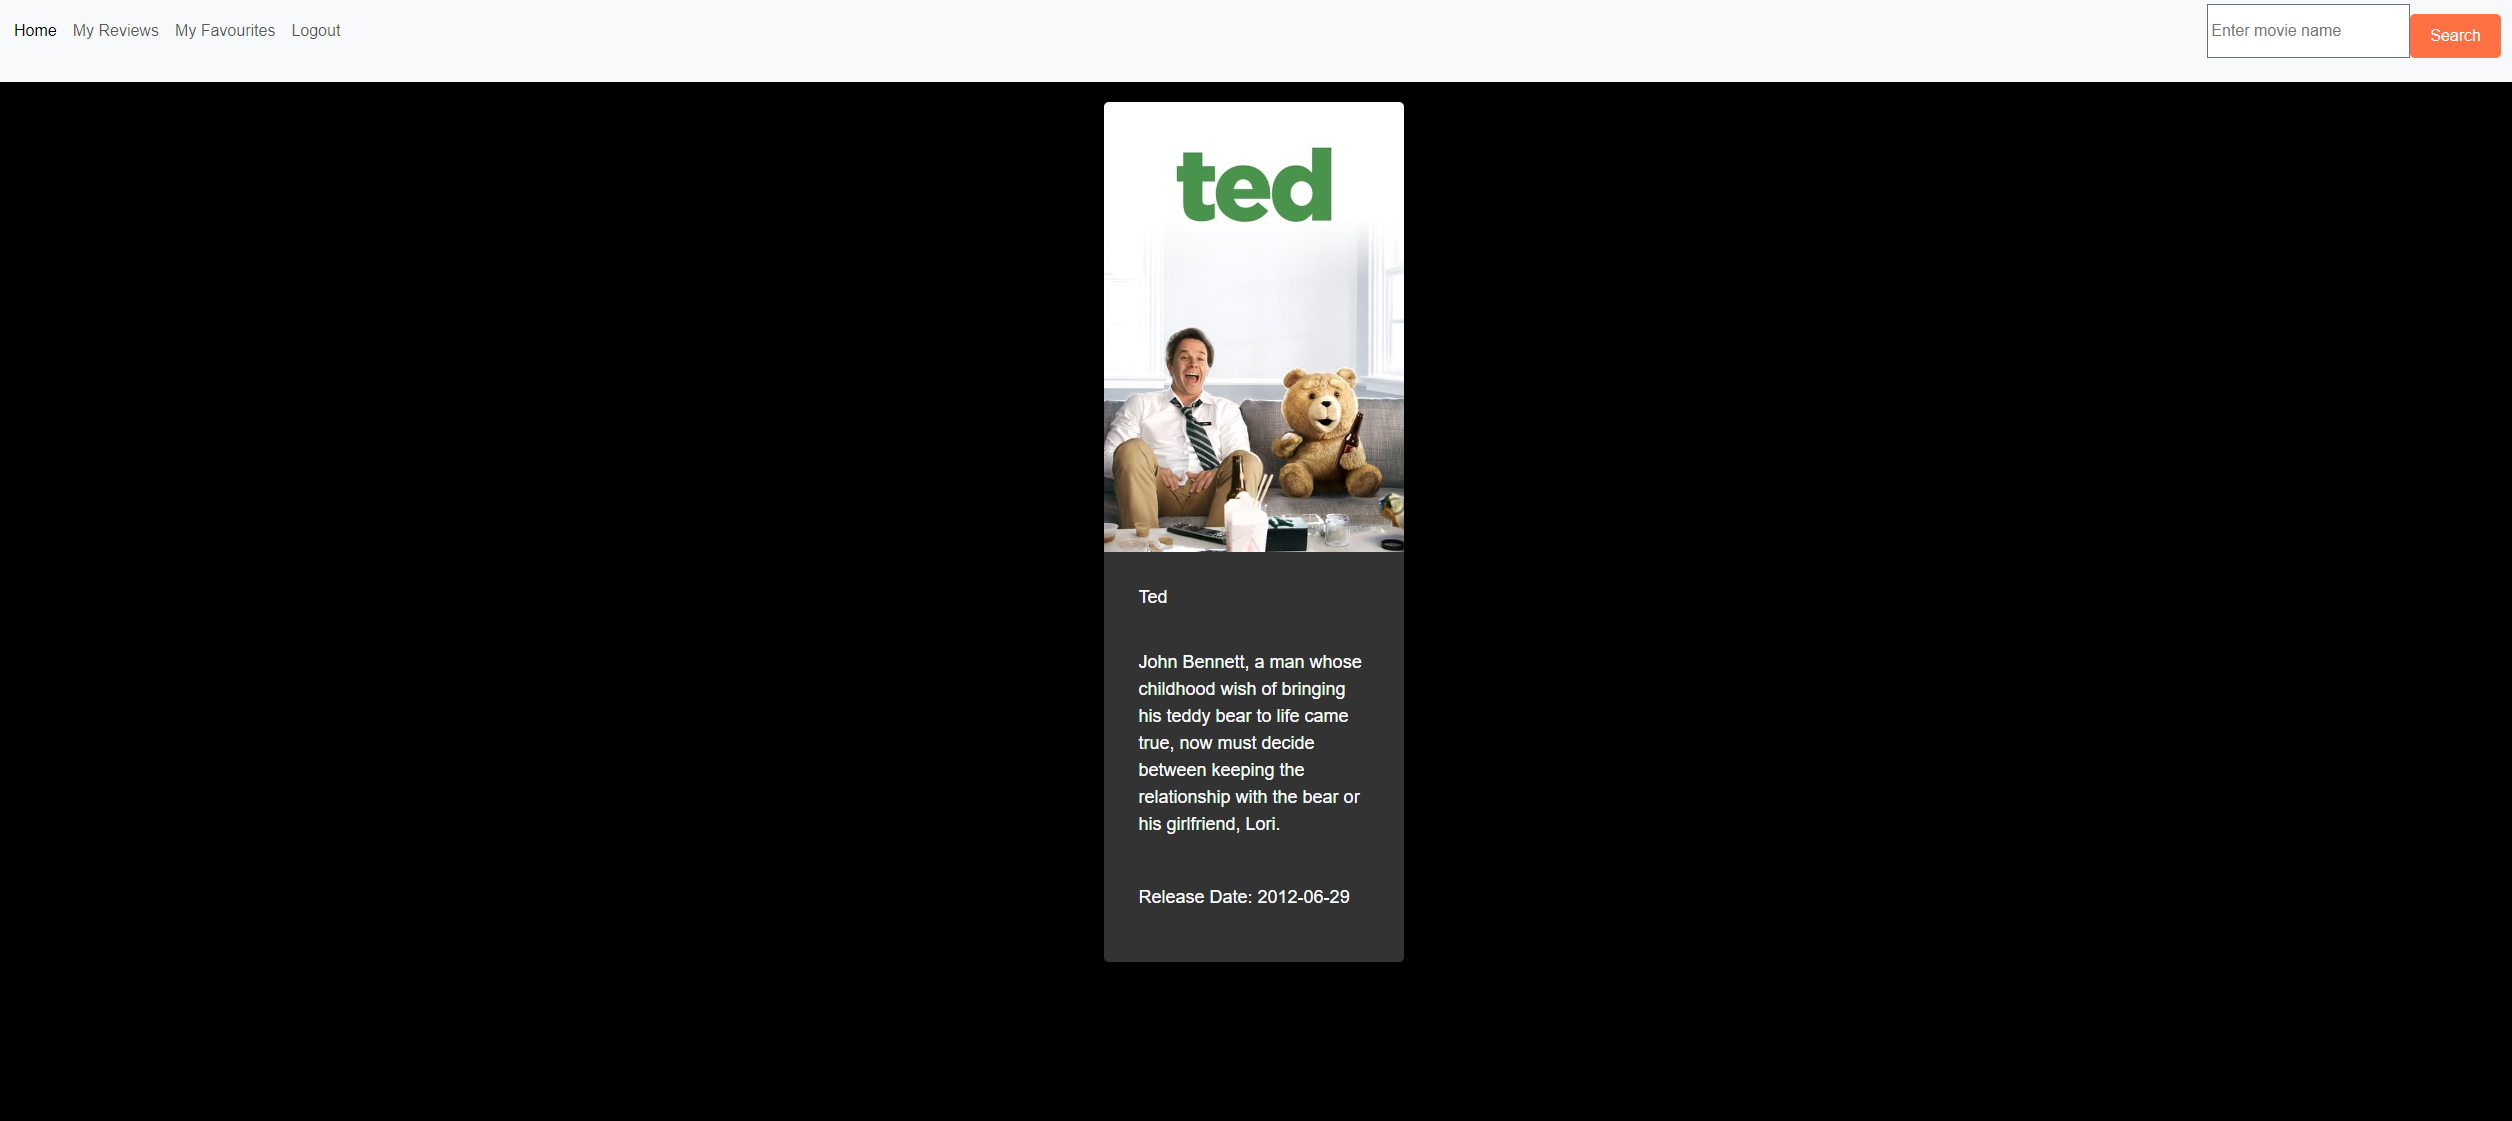 Home My Reviews My Favourites Logout Enter movie name Search
ted
Ted
John Bennett, a man whose
childhood wish of bringing
his teddy bear to life came
true, now must decide
between keeping the
relationship with the bear or
his girlfriend, Lori.
Release Date: 2012-06-29